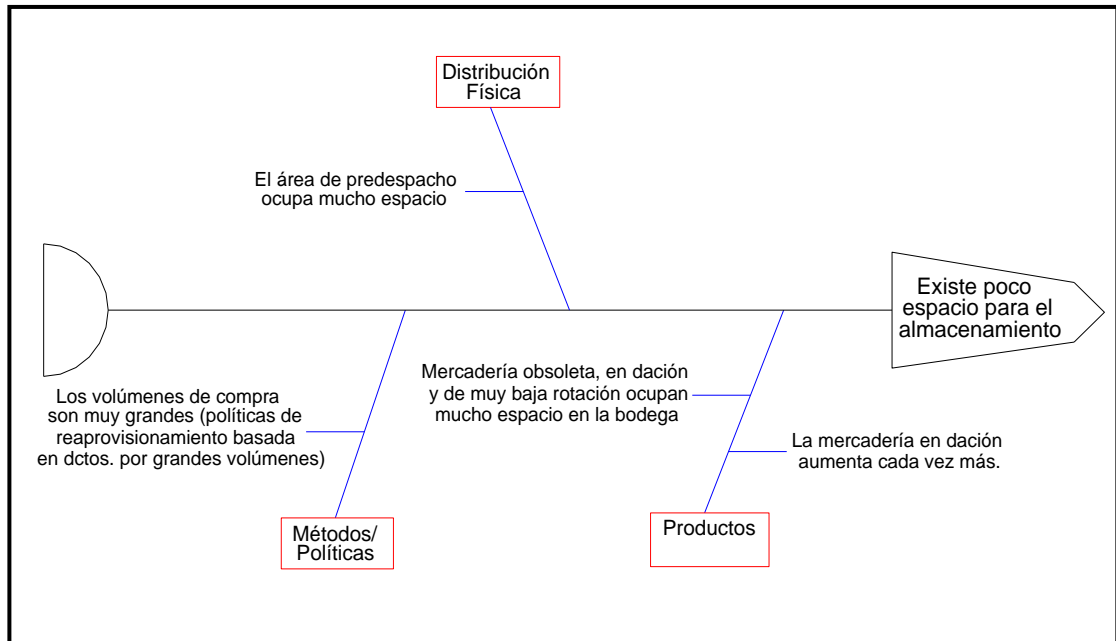 Distribución
Física
El área de predespacho
ocupa mucho espacio
Existe poco
espacio para el
almacenamiento
Mercadería obsoleta, en dación
y de muy baja rotación ocupan
mucho espacio en la bodega
Los volúmenes de compra
son muy grandes (políticas de
reaprovisionamiento basada
en dctos. por grandes volúmenes)
La mercadería en dación
aumenta cada vez más.
Métodos/
Políticas
Productos